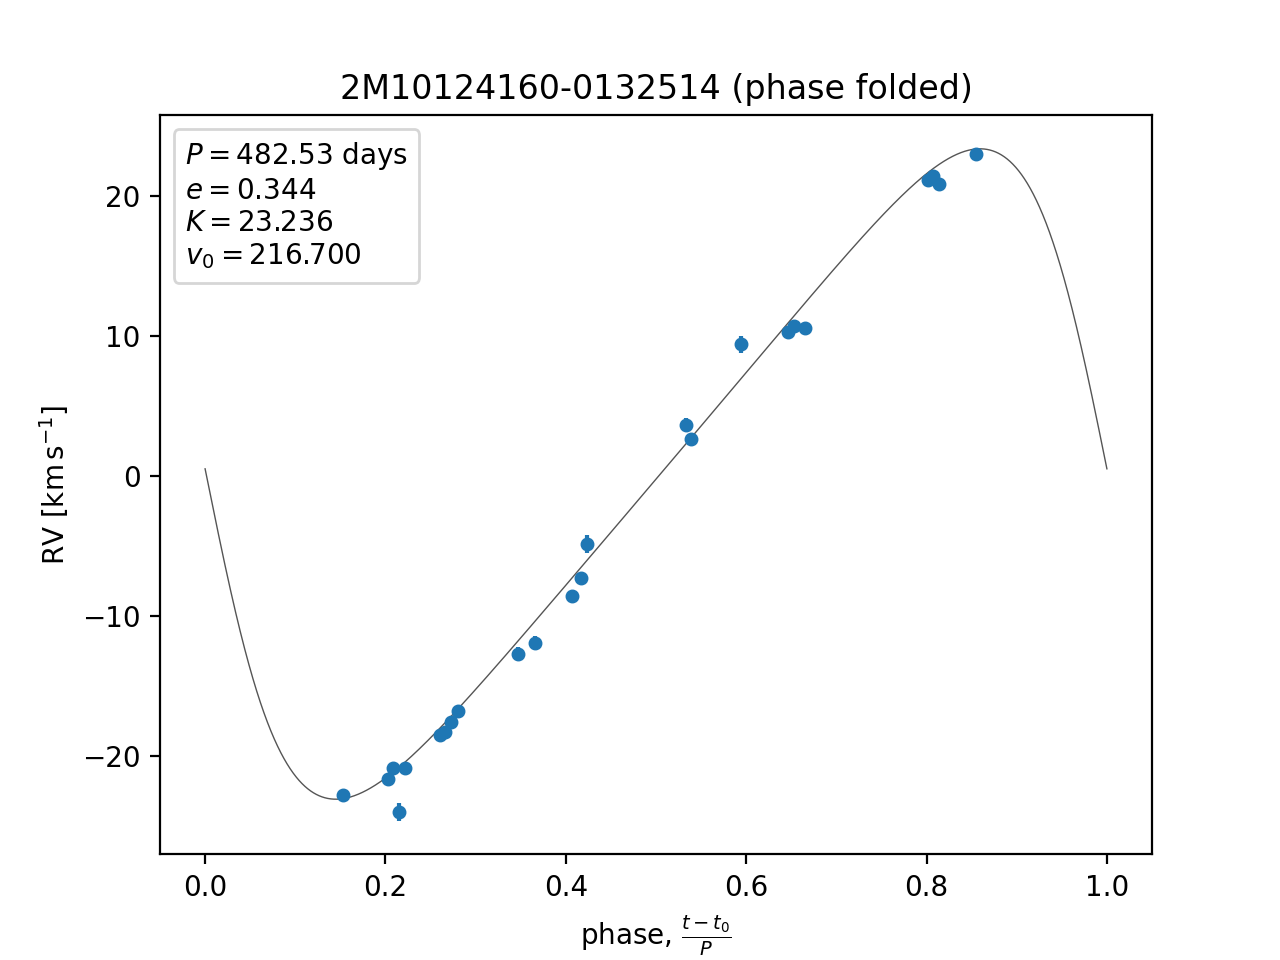 2M10124160-0132514 (phase folded)
P = 482.53 days
e = 0.344
K = 23.236
v₀ = 216.700
20
10
0
−10
−20
RV [km s⁻¹]
0.0 0.2 0.4 0.6 0.8 1.0
phase, (t − t₀)/P